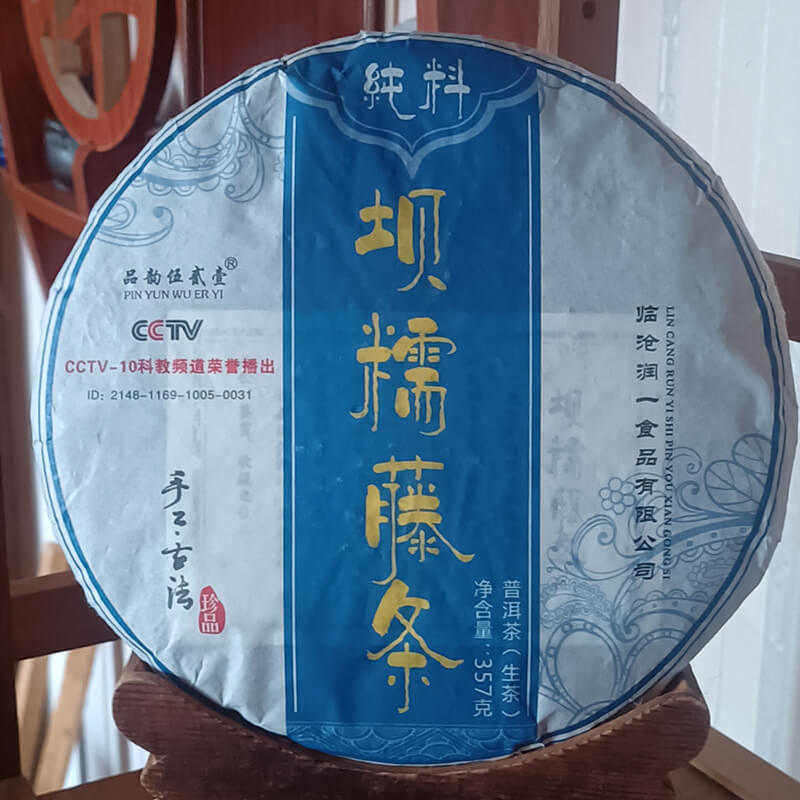 純料
坝糯藤条
品韵伍贰壹®
PIN YUN WU ER YI
CCTV
CCTV-10科教频道荣誉播出
ID: 2148-1169-1005-0031
手工·古法
珍品
普洱茶(生茶)
净含量:357克
临沧润一食品有限公司
LIN CANG RUN YI SHI PIN YOU XIAN GONG SI